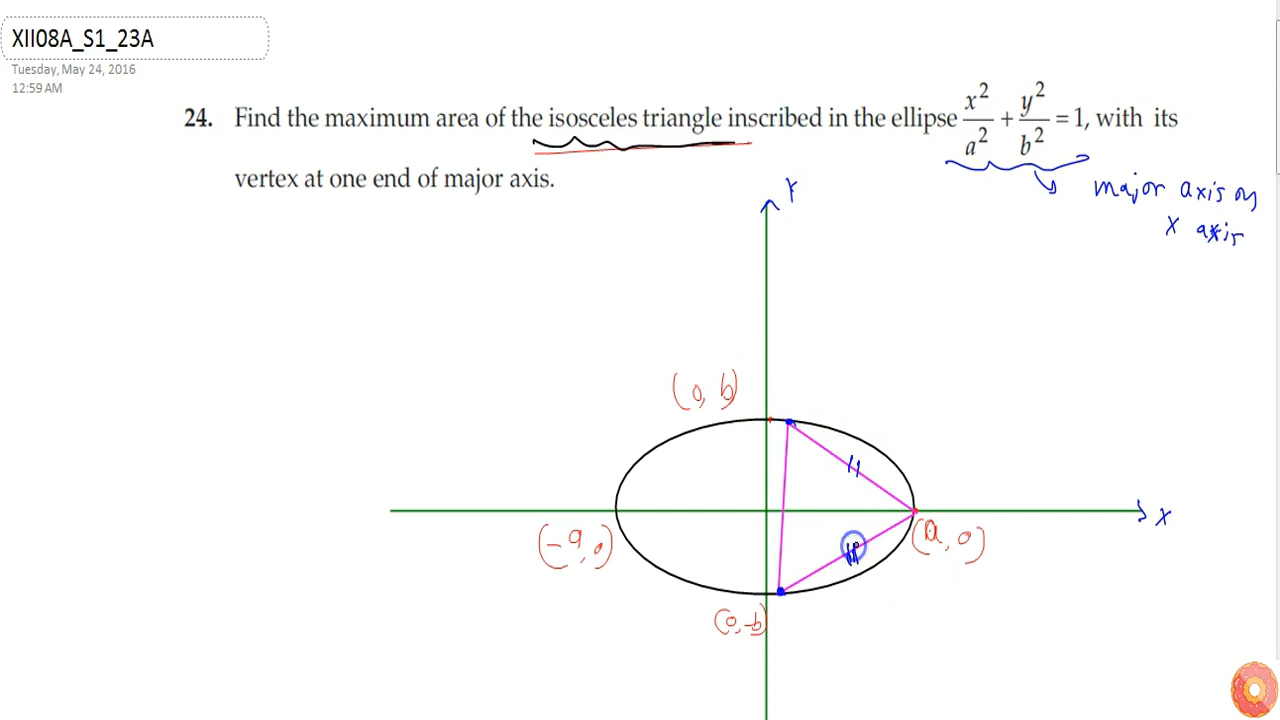 XII08A_S1_23A
Tuesday, May 24, 2016
12:59 AM
24. Find the maximum area of the isosceles triangle inscribed in the ellipse x²/a² + y²/b² = 1, with its
vertex at one end of major axis.
major axis on
X axis
Y
(0, b)
X
(-a, 0)
(a, 0)
(0, -b)